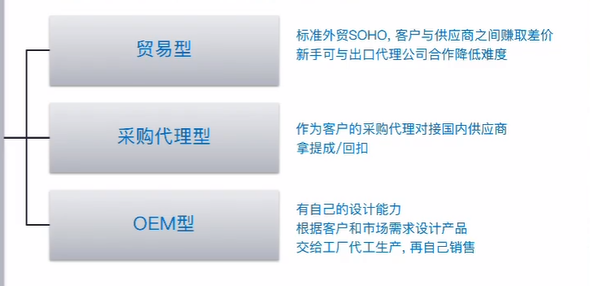 贸易型
标准外贸SOHO, 客户与供应商之间赚取差价
新手可与出口代理公司合作降低难度
采购代理型
作为客户的采购代理对接国内供应商
拿提成/回扣
OEM型
有自己的设计能力
根据客户和市场需求设计产品
交给工厂代工生产, 再自己销售